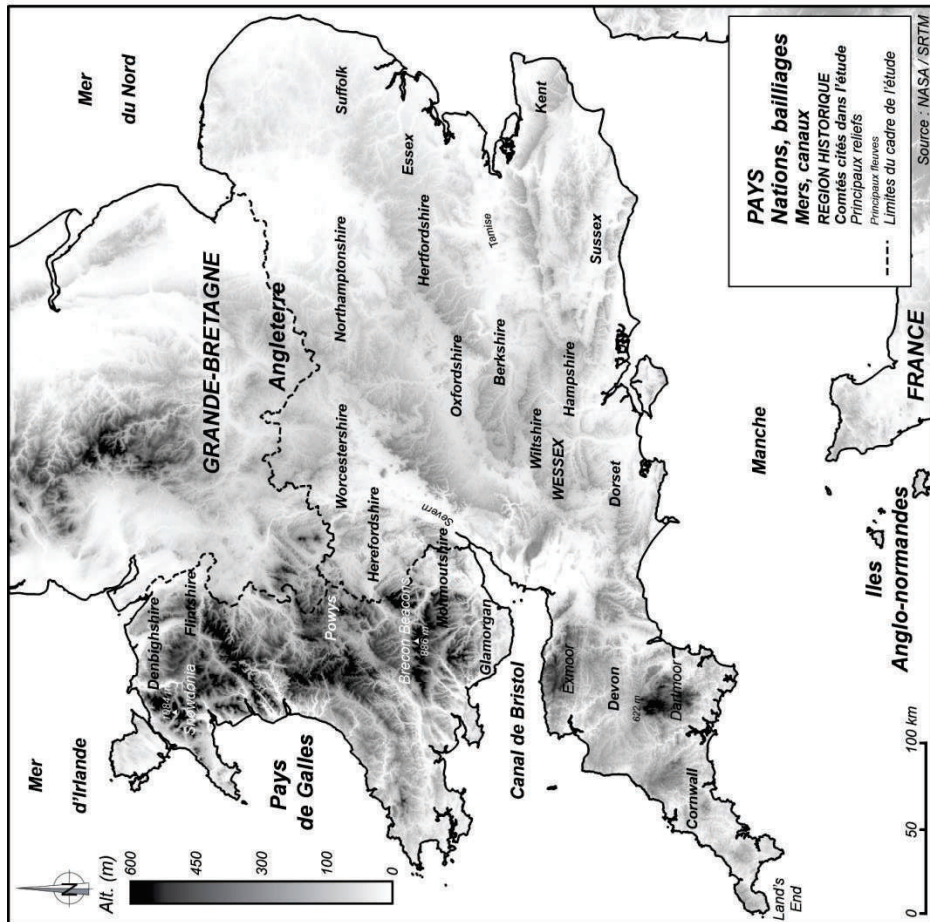 Mer
du Nord
Mer
d'Irlande
N
Alt. (m)
600
450
300
100
0
GRANDE-BRETAGNE
Angleterre
Pays
de Galles
Denbighshire
Flintshire
Snowdonia
Powys
Brecon Beacons
886 m
Mohmoutshire
Glamorgan
Worcestershire
Herefordshire
Severn
Northamptonshire
Suffolk
Essex
Hertfordshire
Oxfordshire
Tamise
Berkshire
Kent
Wiltshire
WESSEX
Hampshire
Sussex
Dorset
Canal de Bristol
Exmoor
Devon
622 m
Dartmoor
Cornwall
Land's
End
Manche
Iles
Anglo-normandes
FRANCE
0 50 100 km
PAYS
Nations, bailliages
Mers, canaux
REGION HISTORIQUE
Comtés cités dans l'étude
Principaux reliefs
Principaux fleuves
Limites du cadre de l'étude
Source : NASA / SRTM